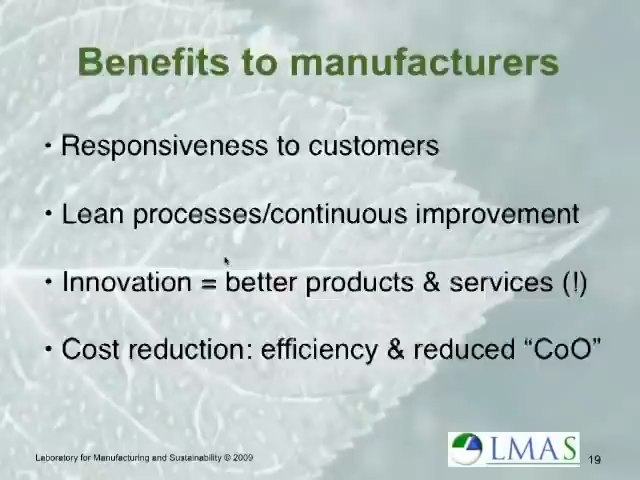 Benefits to manufacturers
• Responsiveness to customers
• Lean processes/continuous improvement
• Innovation = better products & services (!)
• Cost reduction: efficiency & reduced “CoO”
Laboratory for Manufacturing and Sustainability © 2009
LMAS
19